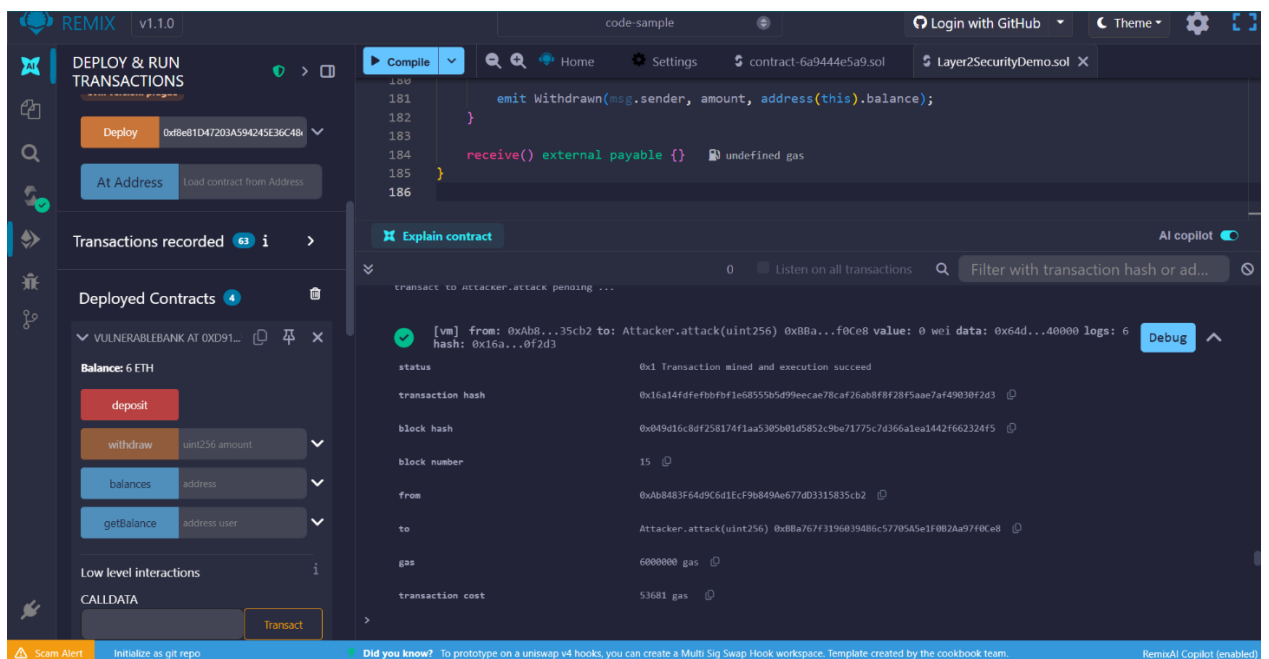 REMIX v1.1.0 code-sample Login with GitHub Theme
DEPLOY & RUN TRANSACTIONS
Deploy 0xf8e81D47203A594245E36C48
At Address Load contract from Address
Transactions recorded 63 i
Deployed Contracts 4
VULNERABLEBANK AT 0XD91...
Balance: 6 ETH
deposit
withdraw uint256 amount
balances address
getBalance address user
Low level interactions i
CALLDATA
Transact
Compile Home Settings contract-6a9444e5a9.sol Layer2SecurityDemo.sol
180
181 emit Withdrawn(msg.sender, amount, address(this).balance);
182 }
183
184 receive() external payable {} undefined gas
185 }
186
Explain contract AI copilot
0 Listen on all transactions Filter with transaction hash or ad...
transact to Attacker.attack pending ...
[vm] from: 0xAb8...35cb2 to: Attacker.attack(uint256) 0xBBa...f0Ce8 value: 0 wei data: 0x64d...40000 logs: 6
hash: 0x16a...0f2d3
Debug
status 0x1 Transaction mined and execution succeed
transaction hash 0x16a14fdfefbbfbf1e68555b5d99eecae78caf26ab8f8f28f5aae7af49030f2d3
block hash 0x049d16c8df258174f1aa5305b01d5852c9be71775c7d366a1ea1442f662324f5
block number 15
from 0xAb8483F64d9C6d1EcF9b849Ae677dD3315835cb2
to Attacker.attack(uint256) 0xBBa767f3196039486c57705A5e1F0B2Aa97f0Ce8
gas 6000000 gas
transaction cost 53681 gas
>
Scam Alert Initialize as git repo Did you know? To prototype on a uniswap v4 hooks, you can create a Multi Sig Swap Hook workspace. Template created by the cookbook team. RemixAI Copilot (enabled)